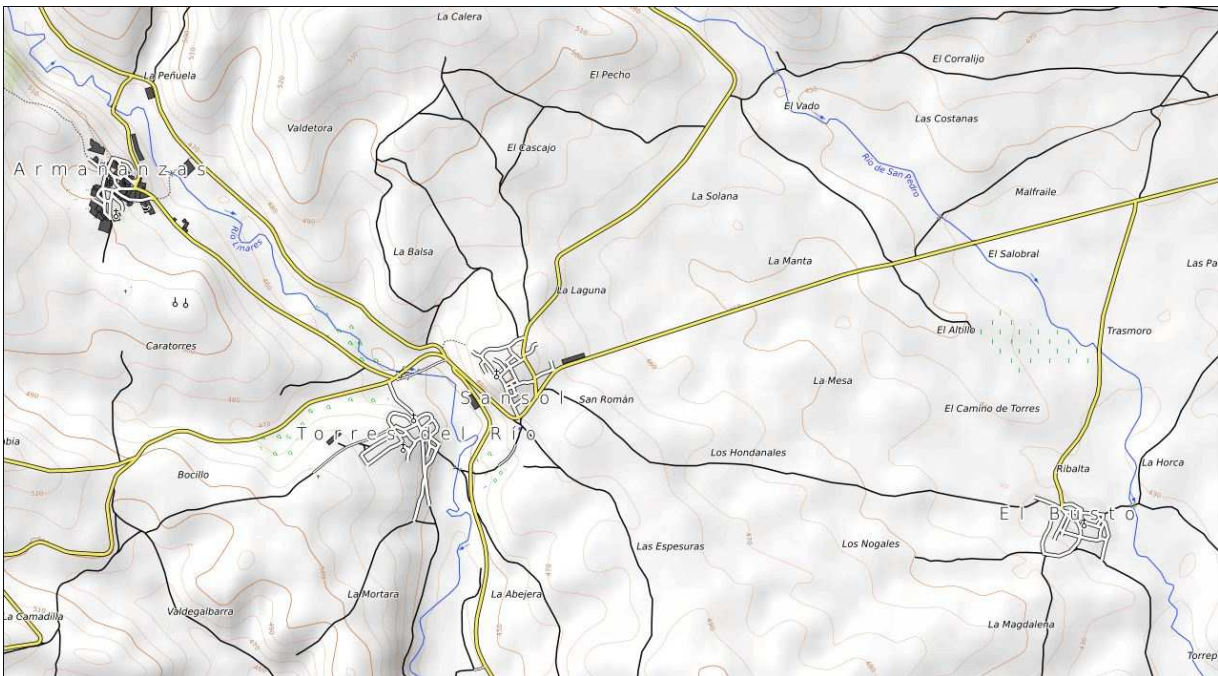 La Calera
El Corralijo
La Peñuela
El Pecho
El Vado
Las Costanas
Valdetora
El Cascajo
Armañanzas
Río de San Pedro
Malfraile
La Solana
Río Linares
La Balsa
La Manta
El Salobral
Las Pa
La Laguna
El Altillo
Trasmoro
Caratorres
La Mesa
Sansol
San Román
El Camino de Torres
Torres del Río
Los Hondanales
Ribalta
La Horca
Bocillo
El Busto
Las Espesuras
Los Nogales
La Mortara
La Abejera
Valdegalbarra
La Camadilla
La Magdalena
Torrep